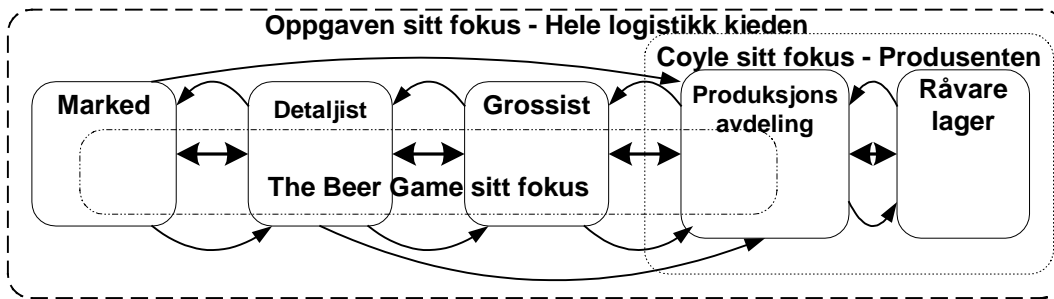 Oppgaven sitt fokus - Hele logistikk kjeden
Coyle sitt fokus - Produsenten
Marked
Detaljist
Grossist
Produksjons
avdeling
Råvare
lager
The Beer Game sitt fokus